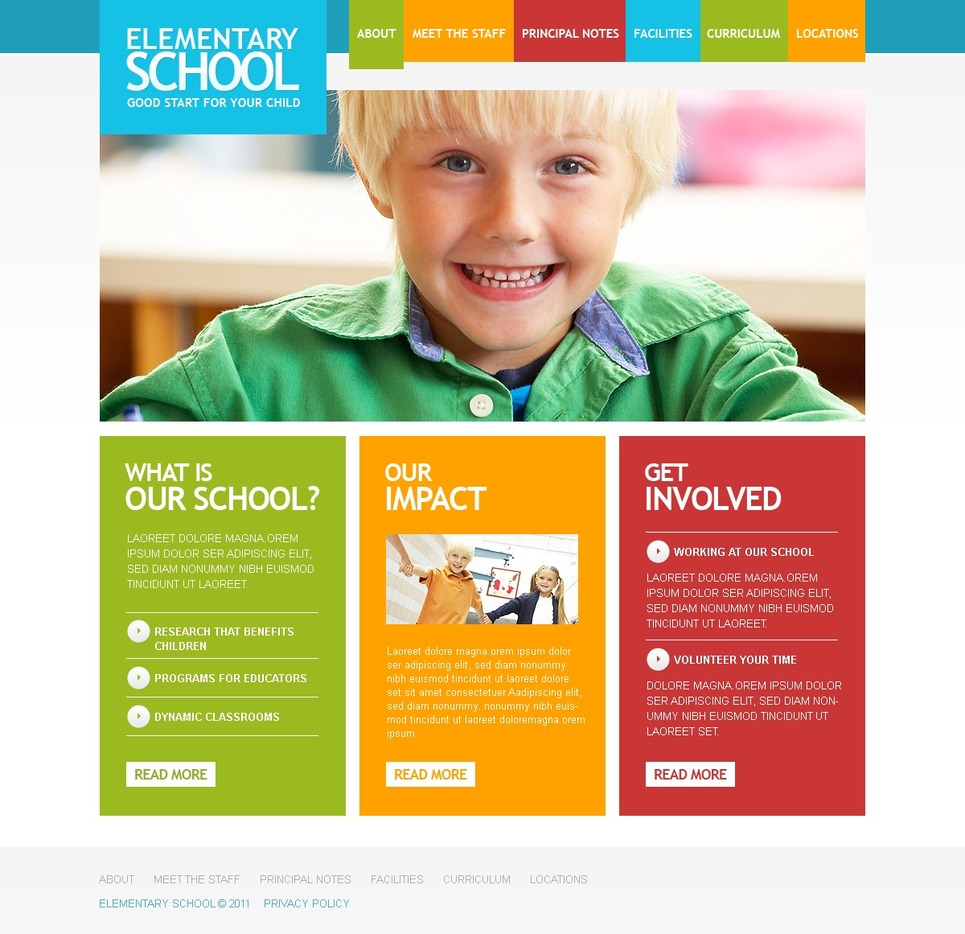 ELEMENTARY
SCHOOL
GOOD START FOR YOUR CHILD
ABOUT
MEET THE STAFF
PRINCIPAL NOTES
FACILITIES
CURRICULUM
LOCATIONS
WHAT IS
OUR SCHOOL?
LAOREET DOLORE MAGNA.OREM
IPSUM DOLOR SER ADIPISCING ELIT,
SED DIAM NONUMMY NIBH EUISMOD
TINCIDUNT UT LAOREET.
RESEARCH THAT BENEFITS
CHILDREN
PROGRAMS FOR EDUCATORS
DYNAMIC CLASSROOMS
READ MORE
OUR
IMPACT
Laoreet dolore magna.orem ipsum dolor
ser adipiscing elit, sed diam nonummy
nibh euismod tincidunt ut laoreet dolore
set.sit amet consectetuer Aadipiscing elit,
sed diam nonummy. nonummy nibh euis-
mod tincidunt ut laoreet doloremagna.orem
ipsum.
READ MORE
GET
INVOLVED
WORKING AT OUR SCHOOL
LAOREET DOLORE MAGNA.OREM
IPSUM DOLOR SER ADIPISCING ELIT,
SED DIAM NONUMMY NIBH EUISMOD
TINCIDUNT UT LAOREET.
VOLUNTEER YOUR TIME
DOLORE MAGNA.OREM IPSUM DOLOR
SER ADIPISCING ELIT, SED DIAM NON-
UMMY NIBH EUISMOD TINCIDUNT UT
LAOREET SET.
READ MORE
ABOUT
MEET THE STAFF
PRINCIPAL NOTES
FACILITIES
CURRICULUM
LOCATIONS
ELEMENTARY SCHOOL © 2011 PRIVACY POLICY